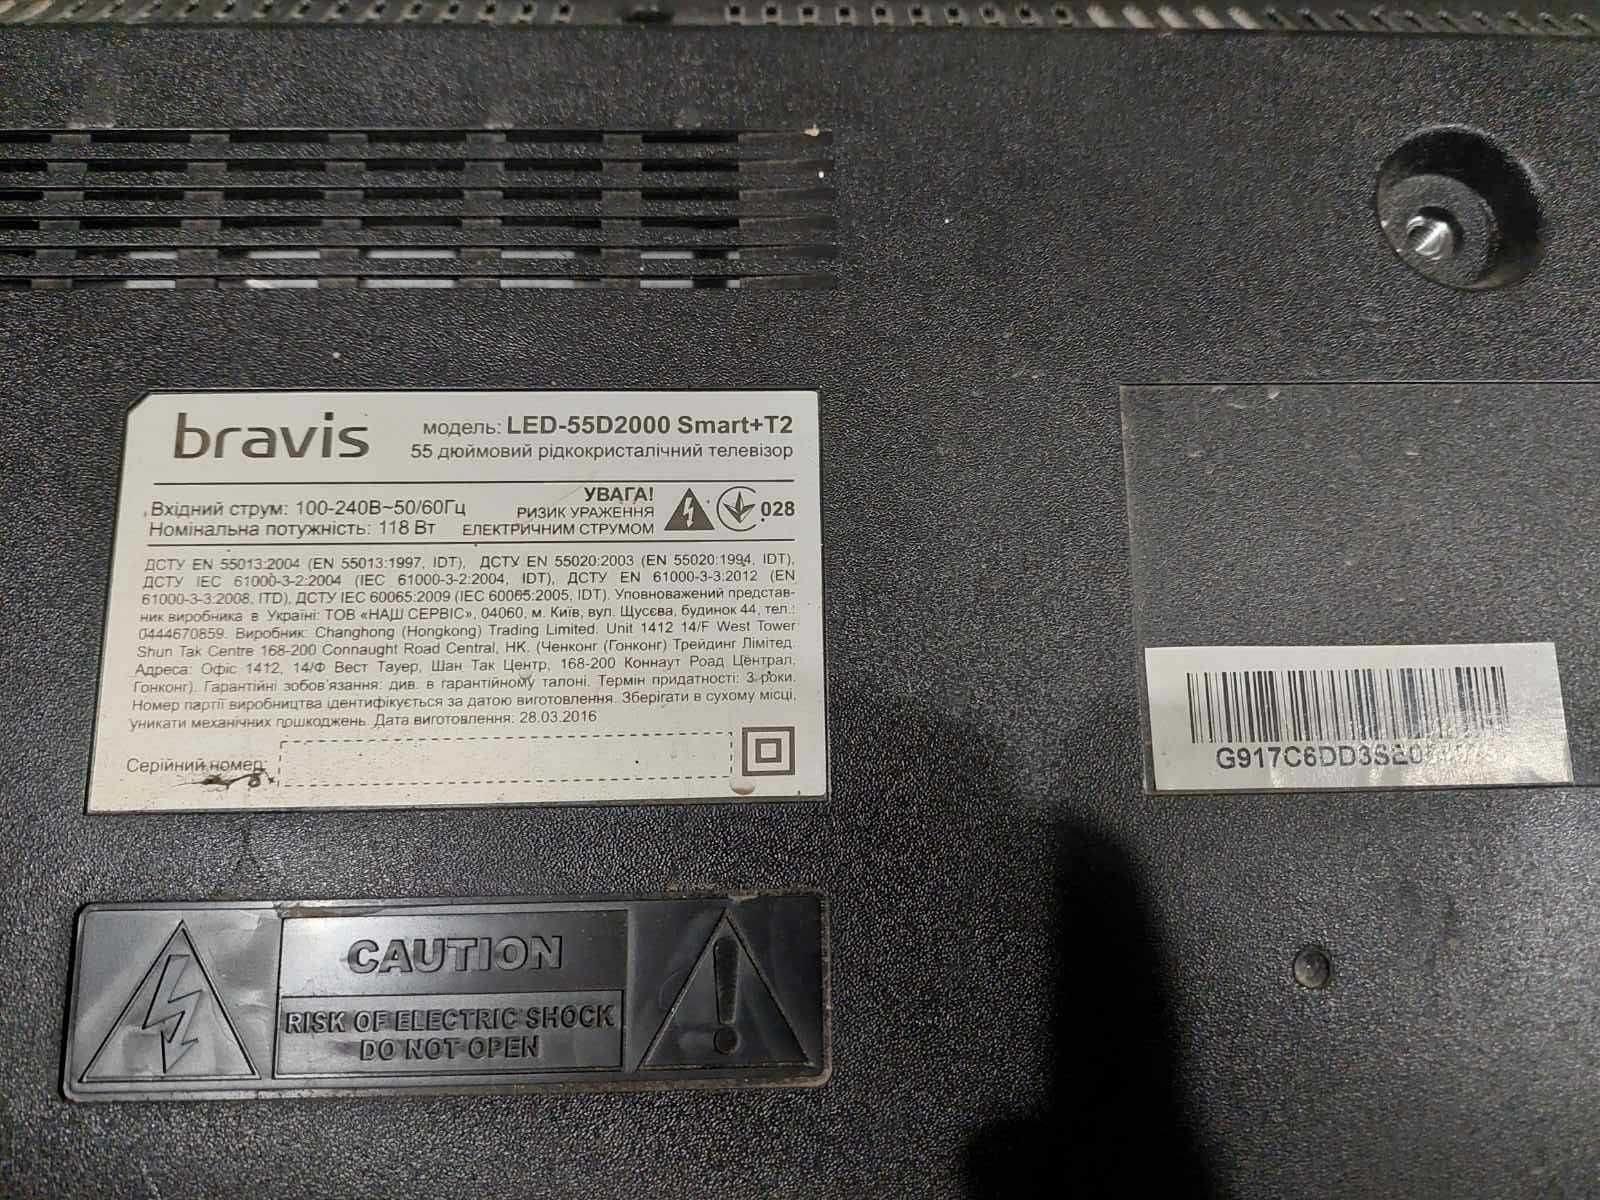 bravis
модель: LED-55D2000 Smart+T2
55 дюймовий рідкокристалічний телевізор
Вхідний струм: 100-240В~50/60Гц
Номінальна потужність: 118 Вт
УВАГА!
РИЗИК УРАЖЕННЯ
ЕЛЕКТРИЧНИМ СТРУМОМ
028
ДСТУ EN 55013:2004 (EN 55013:1997, IDT), ДСТУ EN 55020:2003 (EN 55020:1994, IDT),
ДСТУ IEC 61000-3-2:2004 (IEC 61000-3-2:2004, IDT), ДСТУ EN 61000-3-3:2012 (EN
61000-3-3:2008, ITD), ДСТУ IEC 60065:2009 (IEC 60065:2005, IDT). Уповноважений представ-
ник виробника в Україні: ТОВ «НАШ СЕРВІС», 04060, м. Київ, вул. Щусєва, будинок 44, тел.:
0444670859. Виробник: Changhong (Hongkong) Trading Limited. Unit 1412 14/F West Tower
Shun Tak Centre 168-200 Connaught Road Central, HK. (Ченконг (Гонконг) Трейдинг Лімітед.
Адреса: Офіс 1412, 14/Ф Вест Тауер, Шан Так Центр, 168-200 Коннаут Роад Централ,
Гонконг). Гарантійні зобов'язання: див. в гарантійному талоні. Термін придатності: 3 роки.
Номер партії виробництва ідентифікується за датою виготовлення. Зберігати в сухому місці,
уникати механічних пошкоджень. Дата виготовлення: 28.03.2016
Серійний номер:
CAUTION
RISK OF ELECTRIC SHOCK
DO NOT OPEN